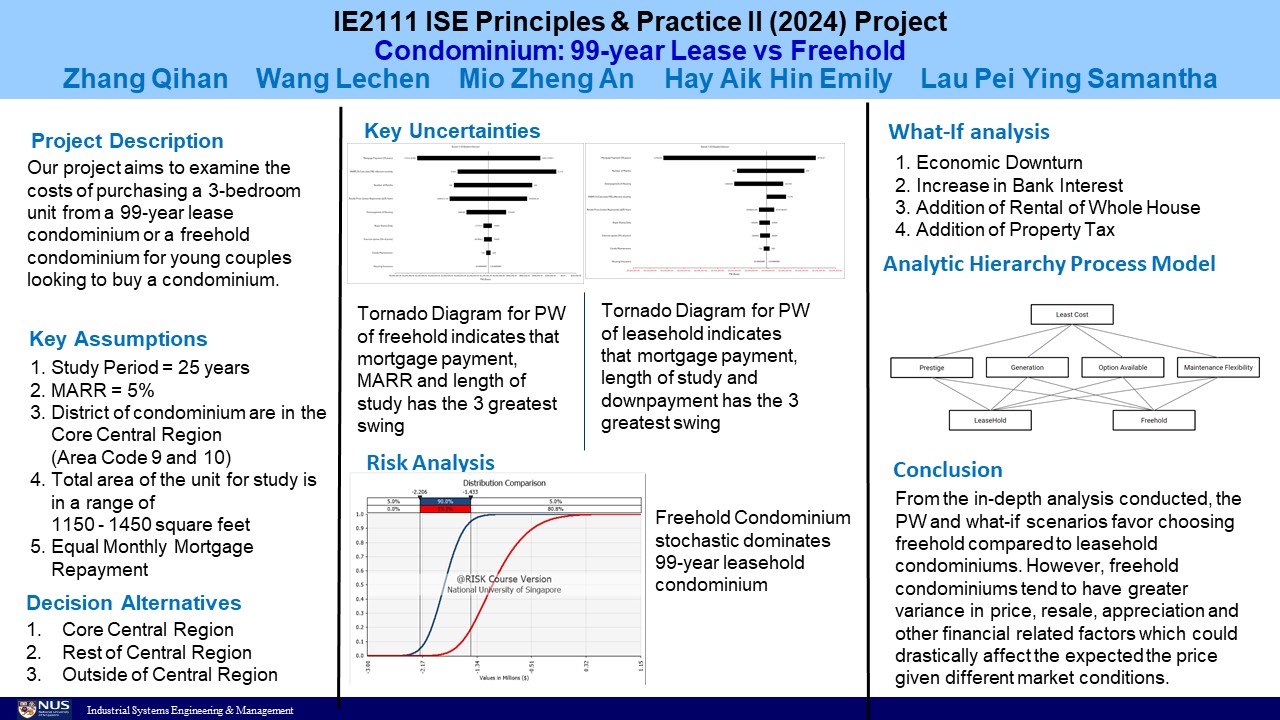 IE2111 ISE Principles & Practice II (2024) Project
Condominium: 99-year Lease vs Freehold
Zhang Qihan Wang Lechen Mio Zheng An Hay Aik Hin Emily Lau Pei Ying Samantha
Project Description
Our project aims to examine the
costs of purchasing a 3-bedroom
unit from a 99-year lease
condominium or a freehold
condominium for young couples
looking to buy a condominium.
Key Assumptions
1. Study Period = 25 years
2. MARR = 5%
3. District of condominium are in the
Core Central Region
(Area Code 9 and 10)
4. Total area of the unit for study is
in a range of
1150 - 1450 square feet
5. Equal Monthly Mortgage
Repayment
Decision Alternatives
1. Core Central Region
2. Rest of Central Region
3. Outside of Central Region
Key Uncertainties
Tornado Diagram for PW
of freehold indicates that
mortgage payment,
MARR and length of
study has the 3 greatest
swing
Tornado Diagram for PW
of leasehold indicates
that mortgage payment,
length of study and
downpayment has the 3
greatest swing
Risk Analysis
Distribution Comparison
-2.206 -1.433
5.0% 90.0% 5.0%
0.0% 80.8%
1.0
0.9
0.8
0.7
0.6
0.5
0.4
0.3
0.2
0.1
0.0
@RISK Course Version
National University of Singapore
-3.00 -2.17 -1.34 -0.51 0.32 1.15
Values in Millions ($)
Freehold Condominium
stochastic dominates
99-year leasehold
condominium
What-If analysis
1. Economic Downturn
2. Increase in Bank Interest
3. Addition of Rental of Whole House
4. Addition of Property Tax
Analytic Hierarchy Process Model
Least Cost
Prestige Generation Option Available Maintenance Flexibility
LeaseHold Freehold
Conclusion
From the in-depth analysis conducted, the
PW and what-if scenarios favor choosing
freehold compared to leasehold
condominiums. However, freehold
condominiums tend to have greater
variance in price, resale, appreciation and
other financial related factors which could
drastically affect the expected the price
given different market conditions.
NUS
National University
of Singapore
Industrial Systems Engineering & Management